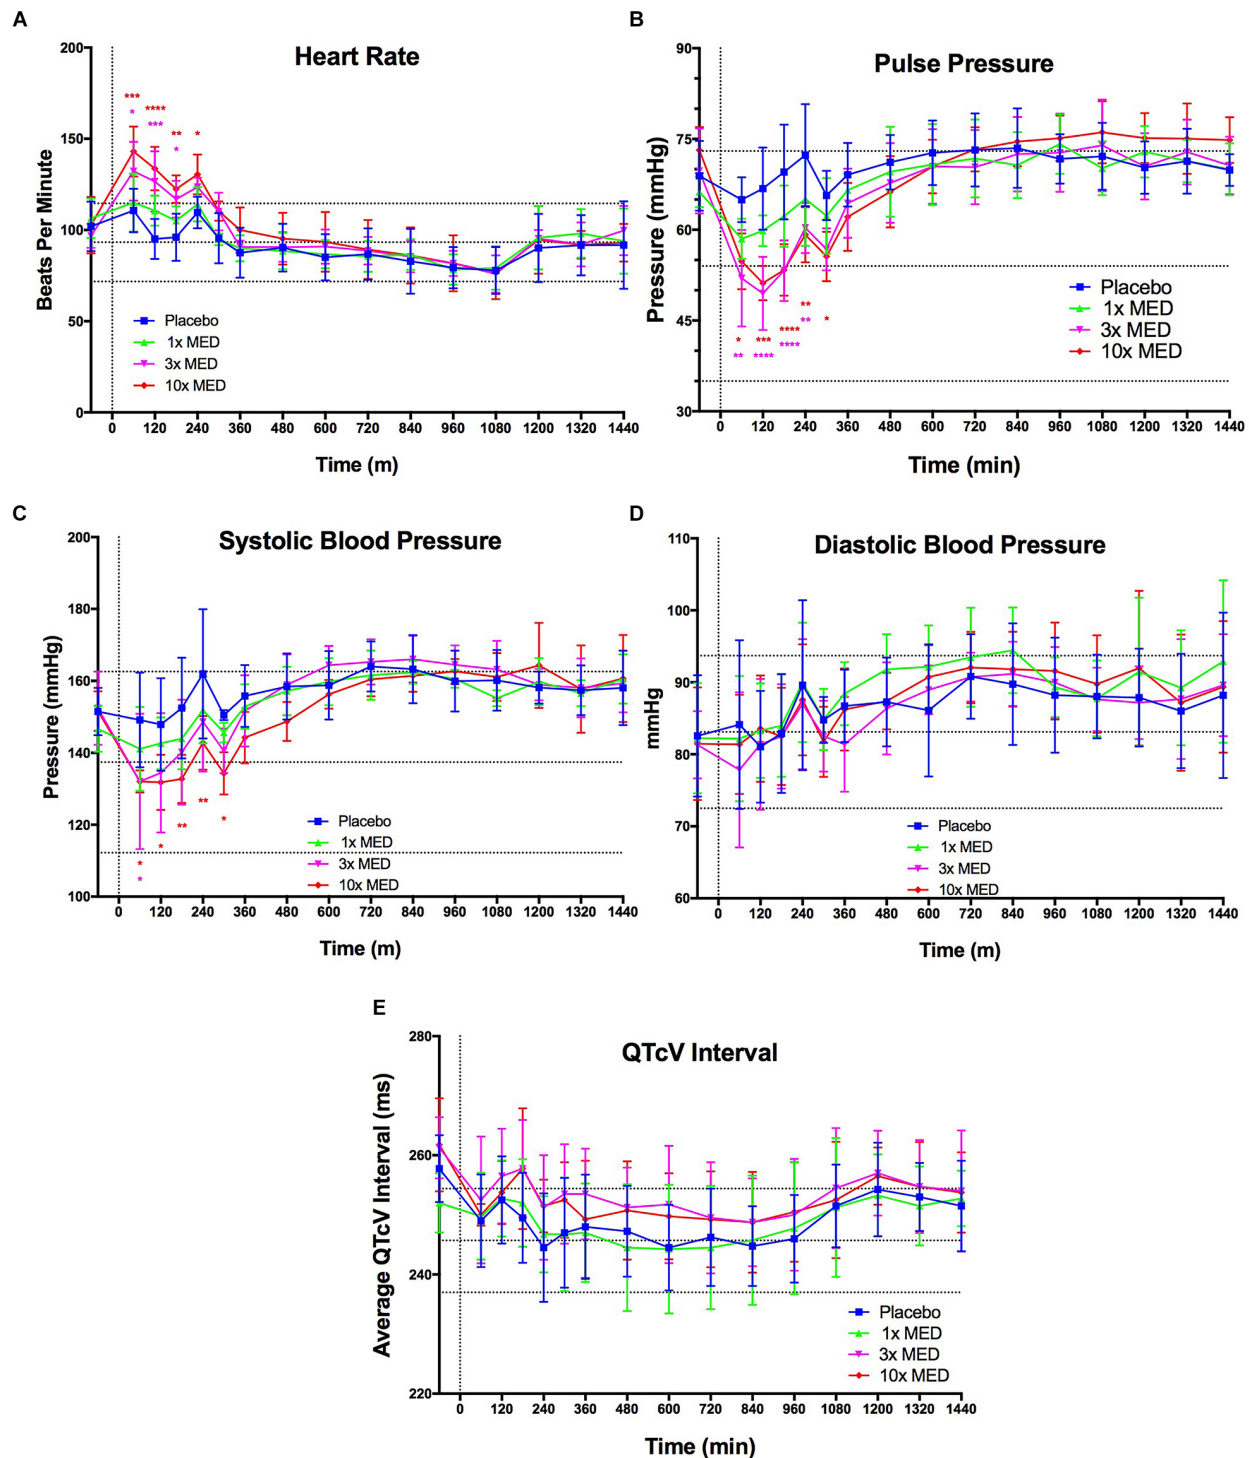 A
Heart Rate
Beats Per Minute
200
150
100
50
0
***
*
****
***
**
*
*
Placebo
1x MED
3x MED
10x MED
0 120 240 360 480 600 720 840 960 1080 1200 1320 1440
Time (m)
B
Pulse Pressure
Pressure (mmHg)
90
75
60
45
30
*
**
***
****
****
****
**
**
*
Placebo
1x MED
3x MED
10x MED
0 120 240 360 480 600 720 840 960 1080 1200 1320 1440
Time (min)
C
Systolic Blood Pressure
Pressure (mmHg)
200
180
160
140
120
100
*
*
*
**
**
*
Placebo
1x MED
3x MED
10x MED
0 120 240 360 480 600 720 840 960 1080 1200 1320 1440
Time (m)
D
Diastolic Blood Pressure
mmHg
110
100
90
80
70
60
Placebo
1x MED
3x MED
10x MED
0 120 240 360 480 600 720 840 960 1080 1200 1320 1440
Time (m)
E
QTcV Interval
Average QTcV Interval (ms)
280
260
240
220
Placebo
1x MED
3x MED
10x MED
0 120 240 360 480 600 720 840 960 1080 1200 1320 1440
Time (min)